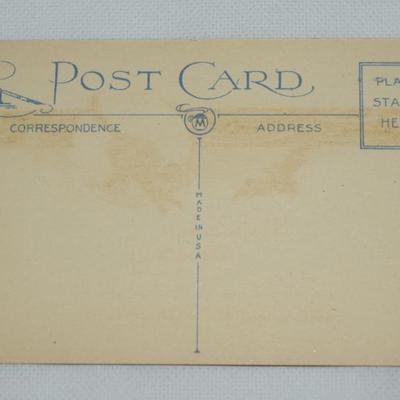 POST CARD
CORRESPONDENCE
ADDRESS
PLA
STA
HE
M
MADE IN USA